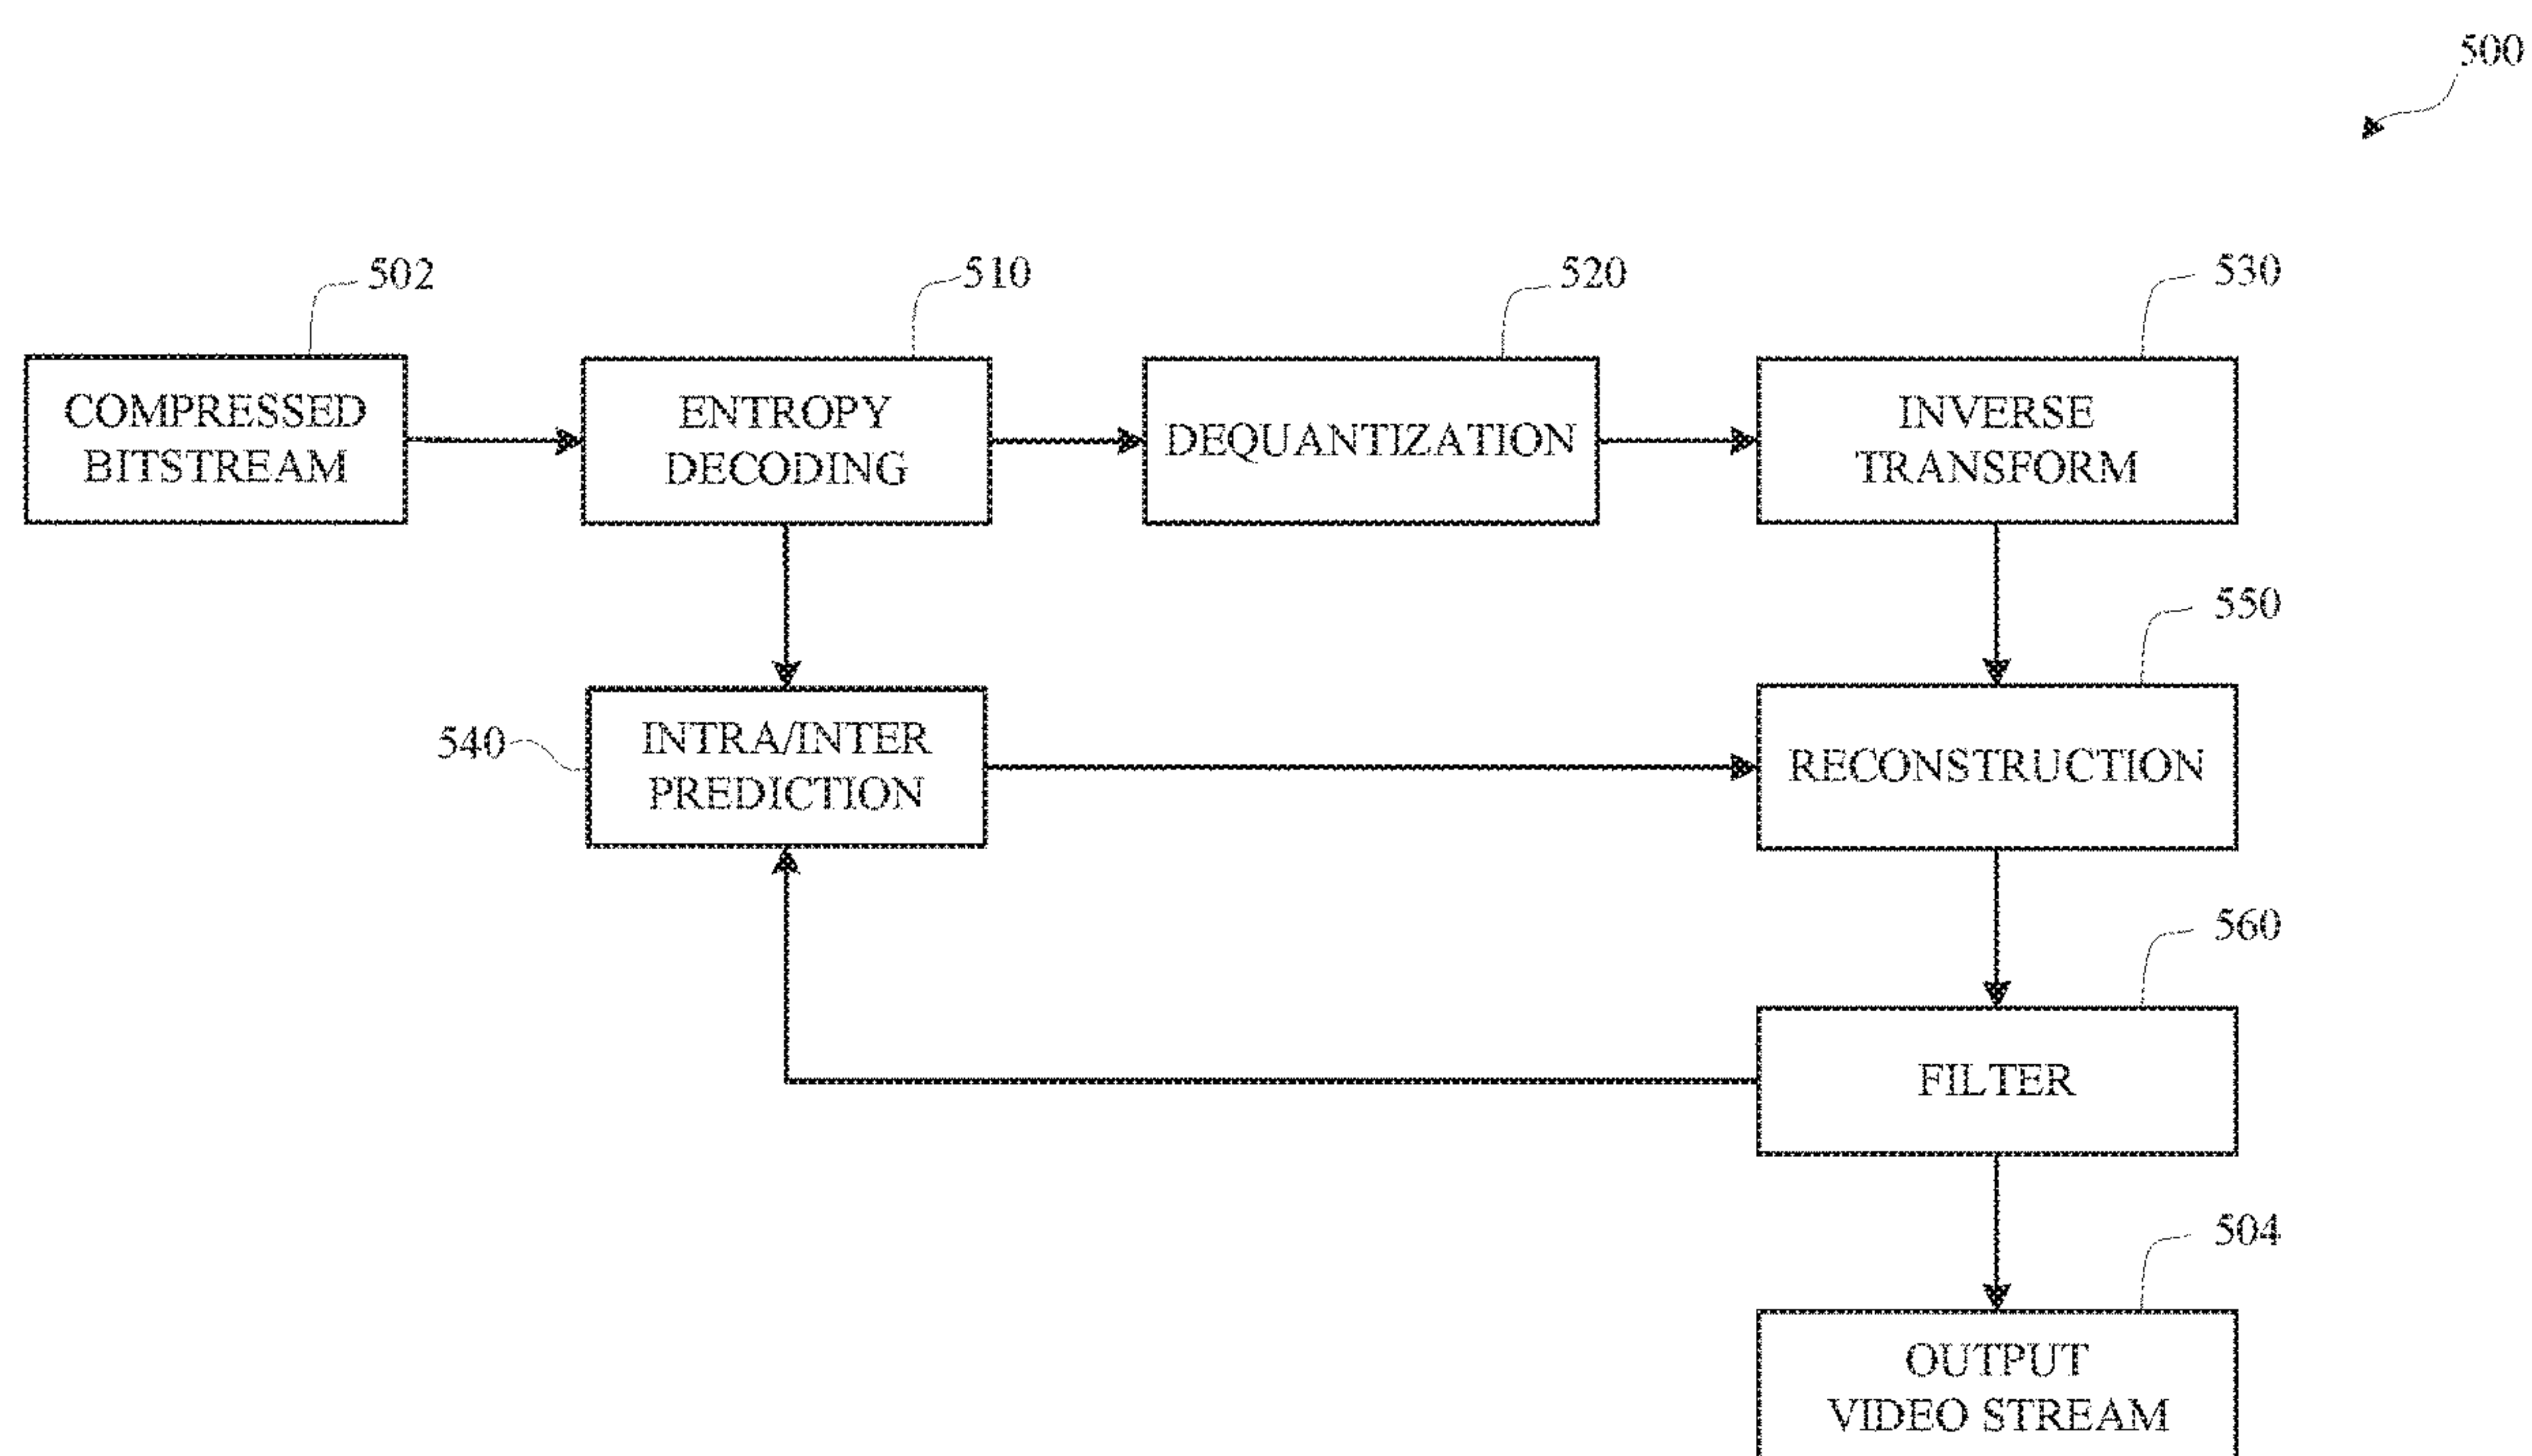 500
502
510
520
530
COMPRESSED
BITSTREAM
ENTROPY
DECODING
DEQUANTIZATION
INVERSE
TRANSFORM
550
540
INTRA/INTER
PREDICTION
RECONSTRUCTION
560
FILTER
504
OUTPUT
VIDEO STREAM